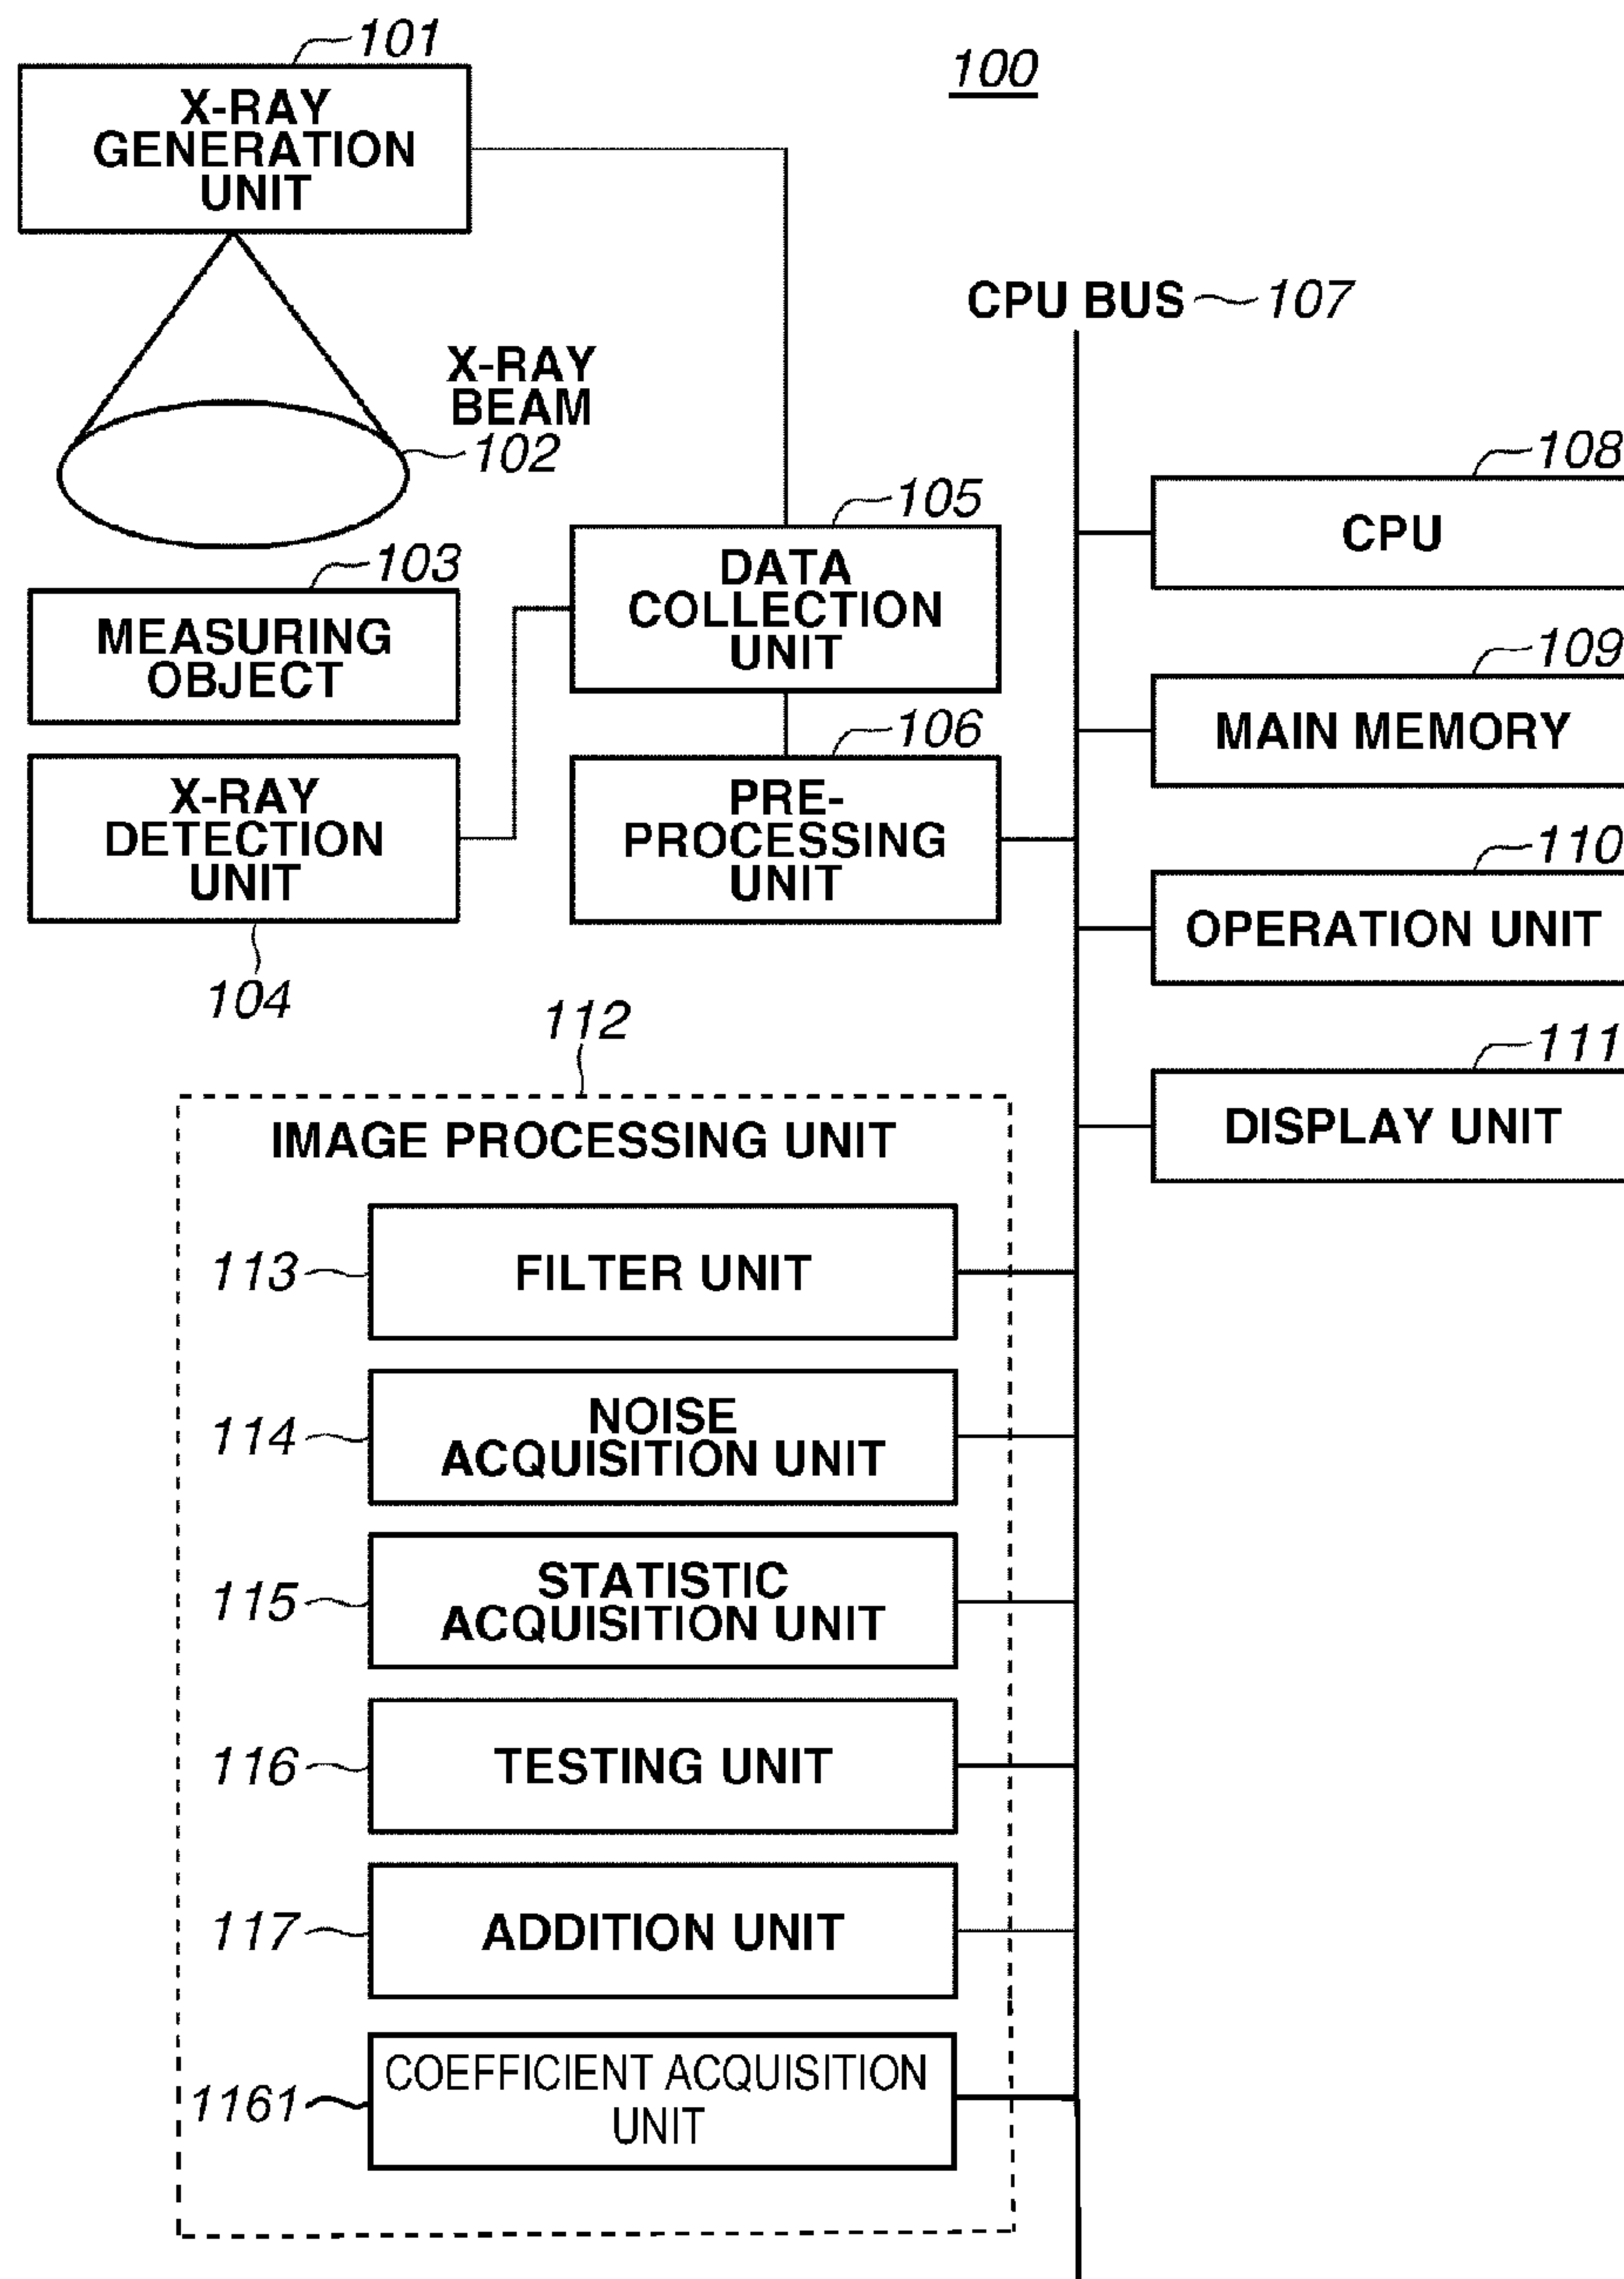 101
X-RAY
GENERATION
UNIT
100
CPU BUS
107
X-RAY
BEAM
102
103
MEASURING
OBJECT
105
DATA
COLLECTION
UNIT
108
CPU
X-RAY
DETECTION
UNIT
104
106
PRE-
PROCESSING
UNIT
109
MAIN MEMORY
110
OPERATION UNIT
111
DISPLAY UNIT
112
IMAGE PROCESSING UNIT
113
FILTER UNIT
114
NOISE
ACQUISITION UNIT
115
STATISTIC
ACQUISITION UNIT
116
TESTING UNIT
117
ADDITION UNIT
1161
COEFFICIENT ACQUISITION
UNIT